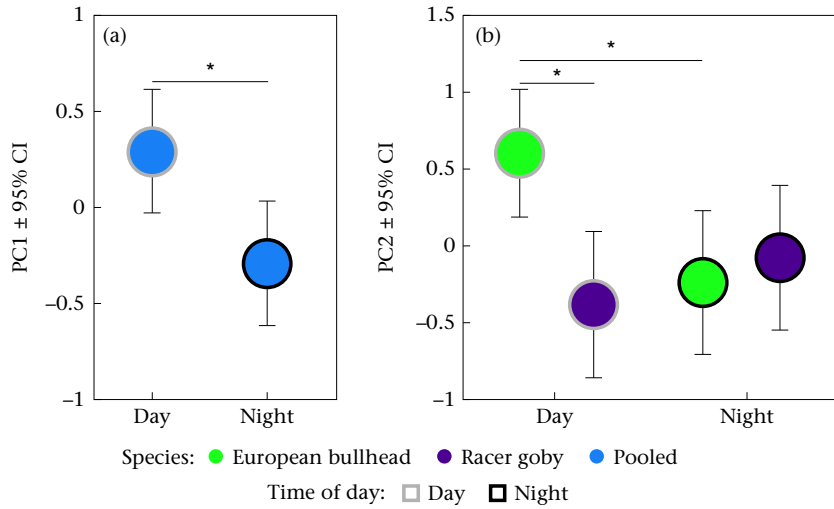 (a)
PC1 ± 95% CI
1
0.5
0
−0.5
−1
*
Day
Night
(b)
PC2 ± 95% CI
1.5
1
0.5
0
−0.5
−1
*
*
Day
Night
Species: European bullhead Racer goby Pooled
Time of day: Day Night